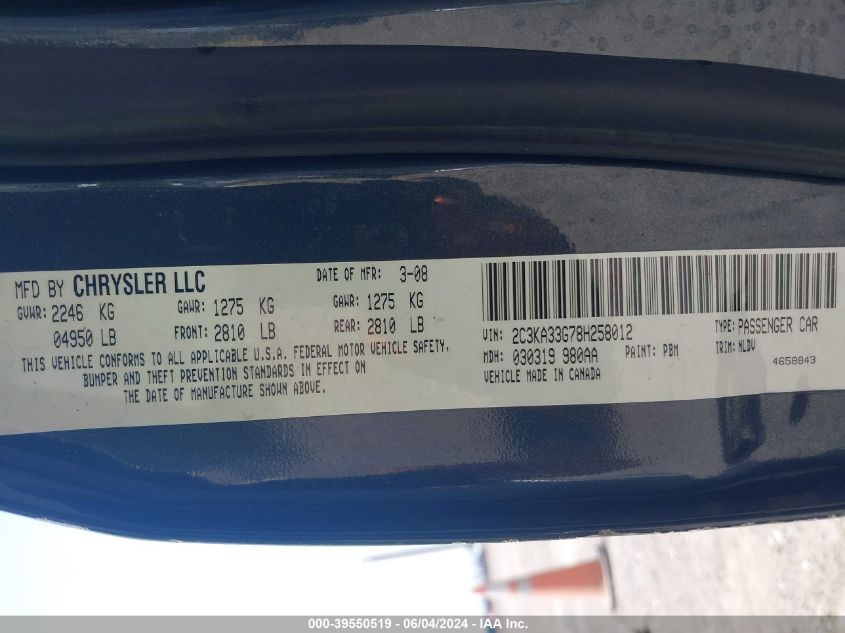 MFD BY CHRYSLER LLC
DATE OF MFR: 3-08
GVWR: 2246 KG
GAWR: 1275 KG
GAWR: 1275 KG
04950 LB
FRONT: 2810 LB
REAR: 2810 LB
THIS VEHICLE CONFORMS TO ALL APPLICABLE U.S.A. FEDERAL MOTOR VEHICLE SAFETY,
BUMPER AND THEFT PREVENTION STANDARDS IN EFFECT ON
THE DATE OF MANUFACTURE SHOWN ABOVE.
VIN: 2C3KA33G78H258012
TYPE: PASSENGER CAR
MDH: 030319 980AA
PAINT: PBM
TRIM: NLDV
VEHICLE MADE IN CANADA
4658843
000-39550519 - 06/04/2024 - IAA Inc.